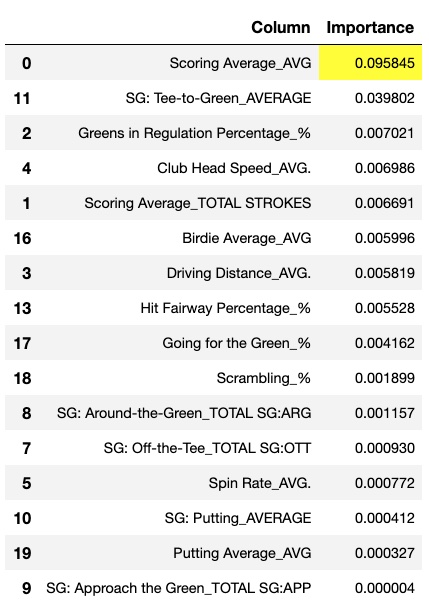 Column Importance
0 Scoring Average_AVG 0.095845
11 SG: Tee-to-Green_AVERAGE 0.039802
2 Greens in Regulation Percentage_% 0.007021
4 Club Head Speed_AVG. 0.006986
1 Scoring Average_TOTAL STROKES 0.006691
16 Birdie Average_AVG 0.005996
3 Driving Distance_AVG. 0.005819
13 Hit Fairway Percentage_% 0.005528
17 Going for the Green_% 0.004162
18 Scrambling_% 0.001899
8 SG: Around-the-Green_TOTAL SG:ARG 0.001157
7 SG: Off-the-Tee_TOTAL SG:OTT 0.000930
5 Spin Rate_AVG. 0.000772
10 SG: Putting_AVERAGE 0.000412
19 Putting Average_AVG 0.000327
9 SG: Approach the Green_TOTAL SG:APP 0.000004